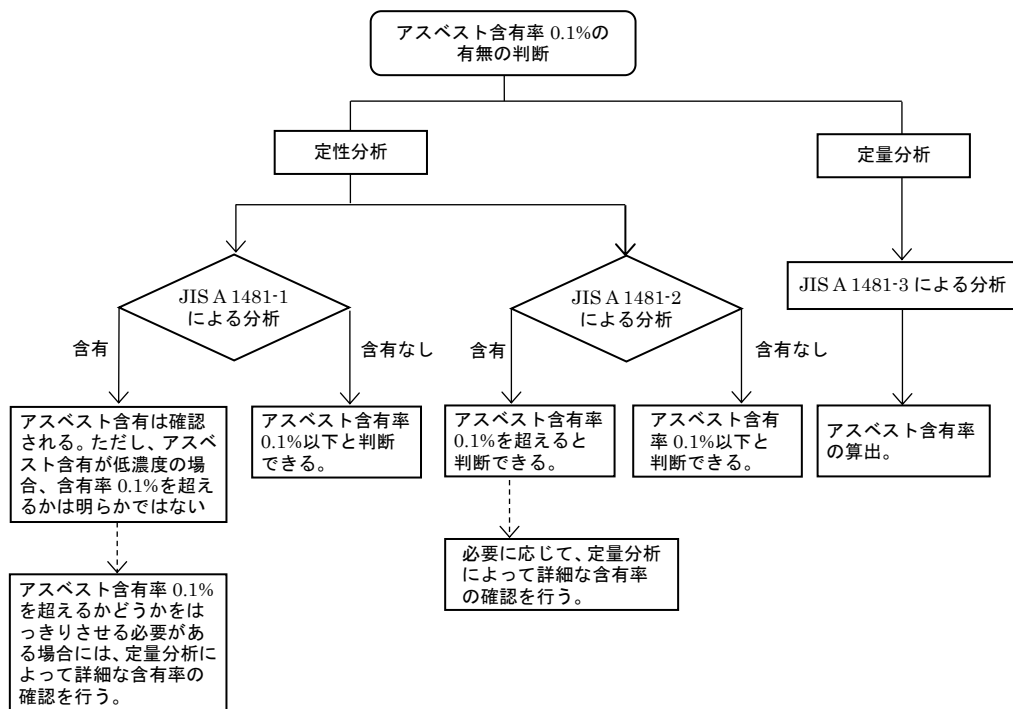 アスベスト含有率 0.1%の
有無の判断
定性分析
定量分析
JIS A 1481-1
による分析
JIS A 1481-2
による分析
JIS A 1481-3 による分析
含有
含有なし
含有
含有なし
アスベスト含有は確認
される。ただし、アスベ
スト含有が低濃度の場
合、含有率 0.1%を超え
るかは明らかではない
アスベスト含有率
0.1%以下と判断
できる。
アスベスト含有率
0.1%を超えると
判断できる。
アスベスト含有
率 0.1%以下と
判断できる。
アスベスト含有率
の算出。
アスベスト含有率 0.1%
を超えるかどうかをは
っきりさせる必要があ
る場合には、定量分析に
よって詳細な含有率の
確認を行う。
必要に応じて、定量分析
によって詳細な含有率
の確認を行う。